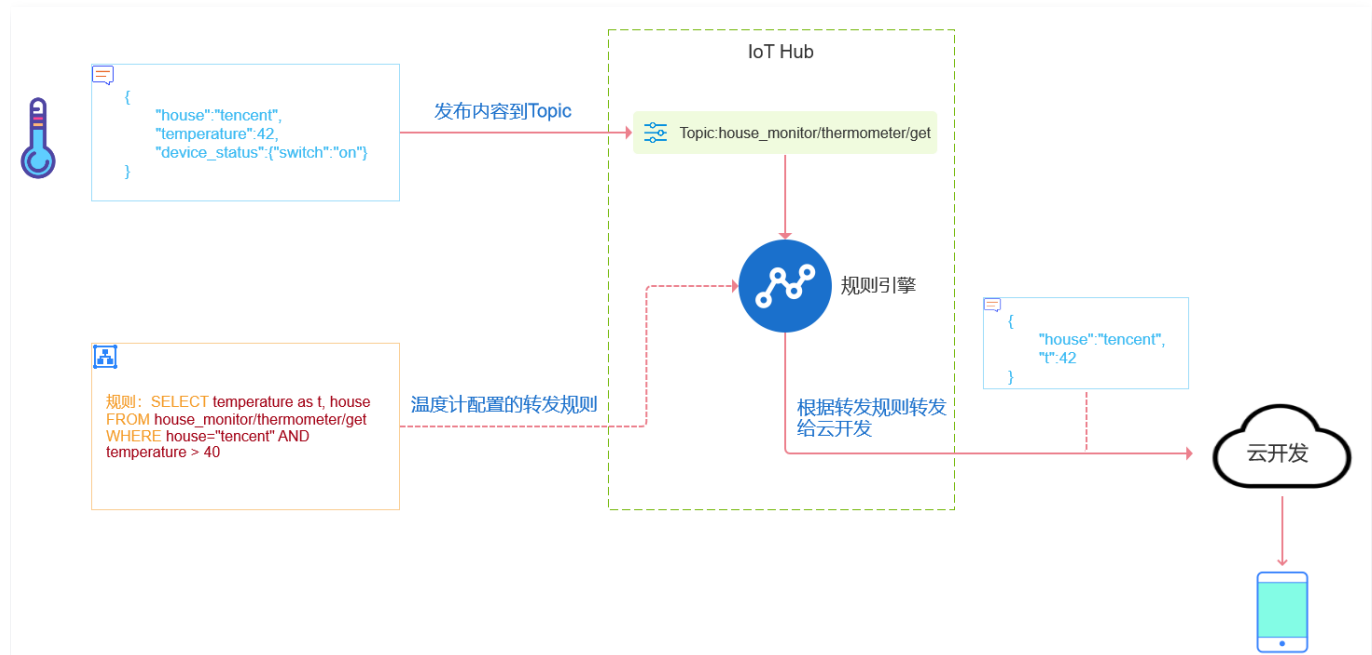 IoT Hub
{
"house":"tencent",
"temperature":42,
"device_status":{"switch":"on"}
}
发布内容到Topic
Topic:house_monitor/thermometer/get
规则引擎
规则：SELECT temperature as t, house
FROM house_monitor/thermometer/get
WHERE house="tencent" AND
temperature > 40
温度计配置的转发规则
根据转发规则转发
给云开发
{
"house":"tencent",
"t":42
}
云开发